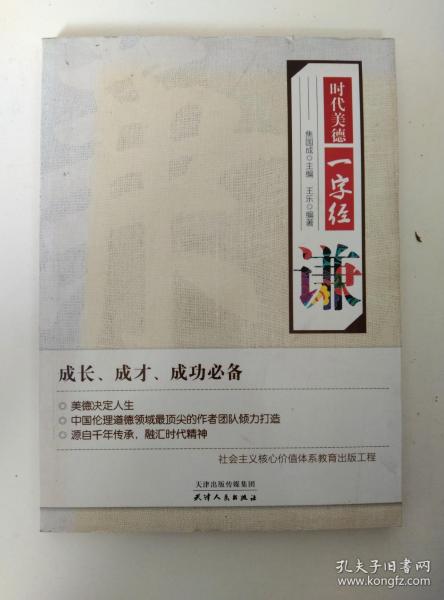 时代美德
一字经
焦国成◎主编 王乐◎编著
谦
成长、成才、成功必备
◎ 美德决定人生
◎ 中国伦理道德领域最顶尖的作者团队倾力打造
◎ 源自千年传承，融汇时代精神
社会主义核心价值体系教育出版工程
天津出版传媒集团
天津人民出版社
孔夫子旧书网
www.kongfz.com